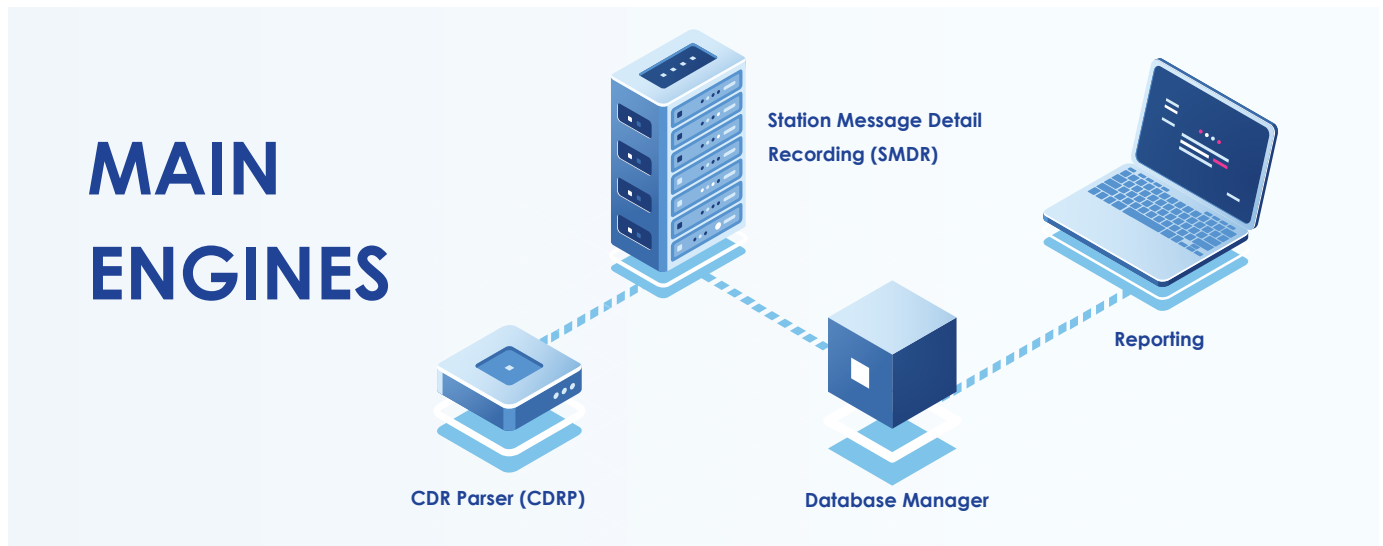 MAIN
ENGINES
Station Message Detail
Recording (SMDR)
Reporting
CDR Parser (CDRP)
Database Manager